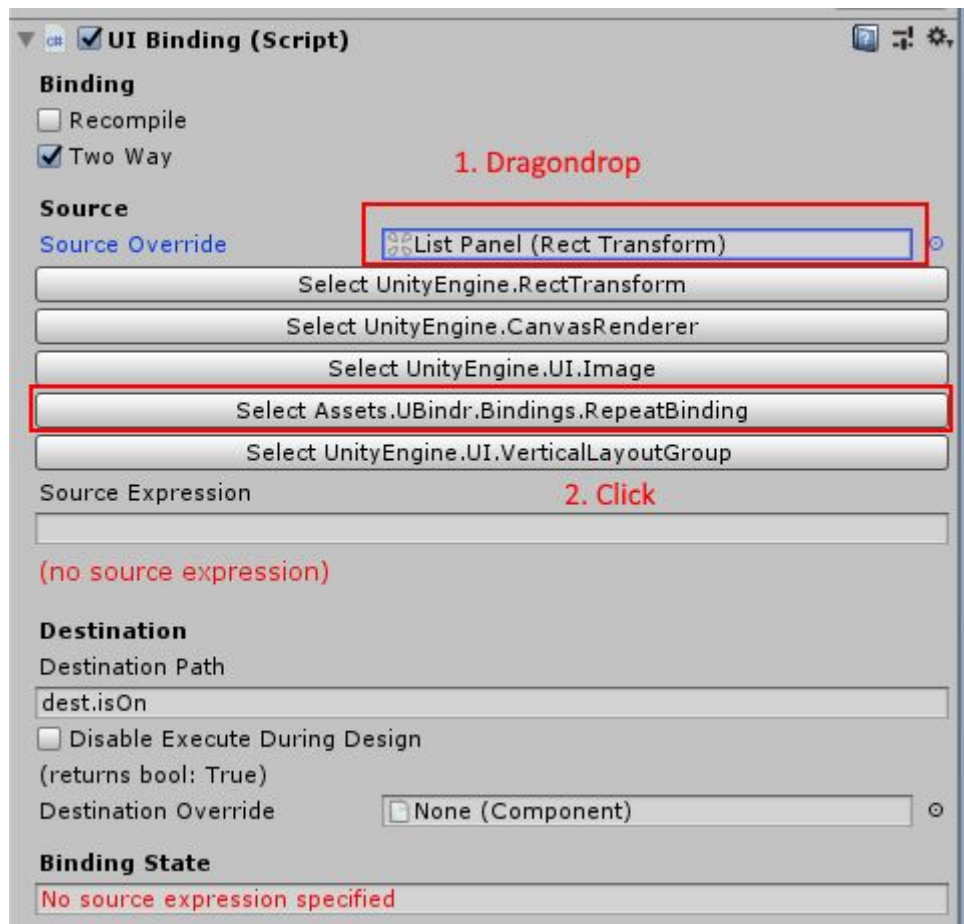 UI Binding (Script)
Binding
Recompile
Two Way
1. Dragondrop
Source
Source Override List Panel (Rect Transform)
Select UnityEngine.RectTransform
Select UnityEngine.CanvasRenderer
Select UnityEngine.UI.Image
Select Assets.UBindr.Bindings.RepeatBinding
Select UnityEngine.UI.VerticalLayoutGroup
Source Expression
2. Click
(no source expression)
Destination
Destination Path
dest.isOn
Disable Execute During Design
(returns bool: True)
Destination Override None (Component)
Binding State
No source expression specified